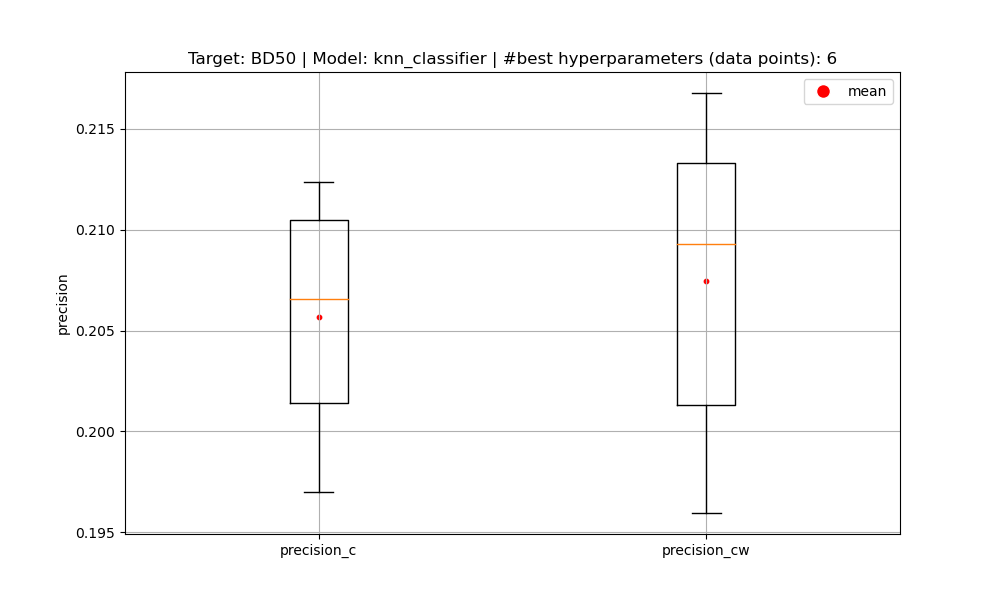 Target: BD50 | Model: knn_classifier | #best hyperparameters (data points): 6
mean
0.215
0.210
0.205
0.200
0.195
precision
precision_c
precision_cw